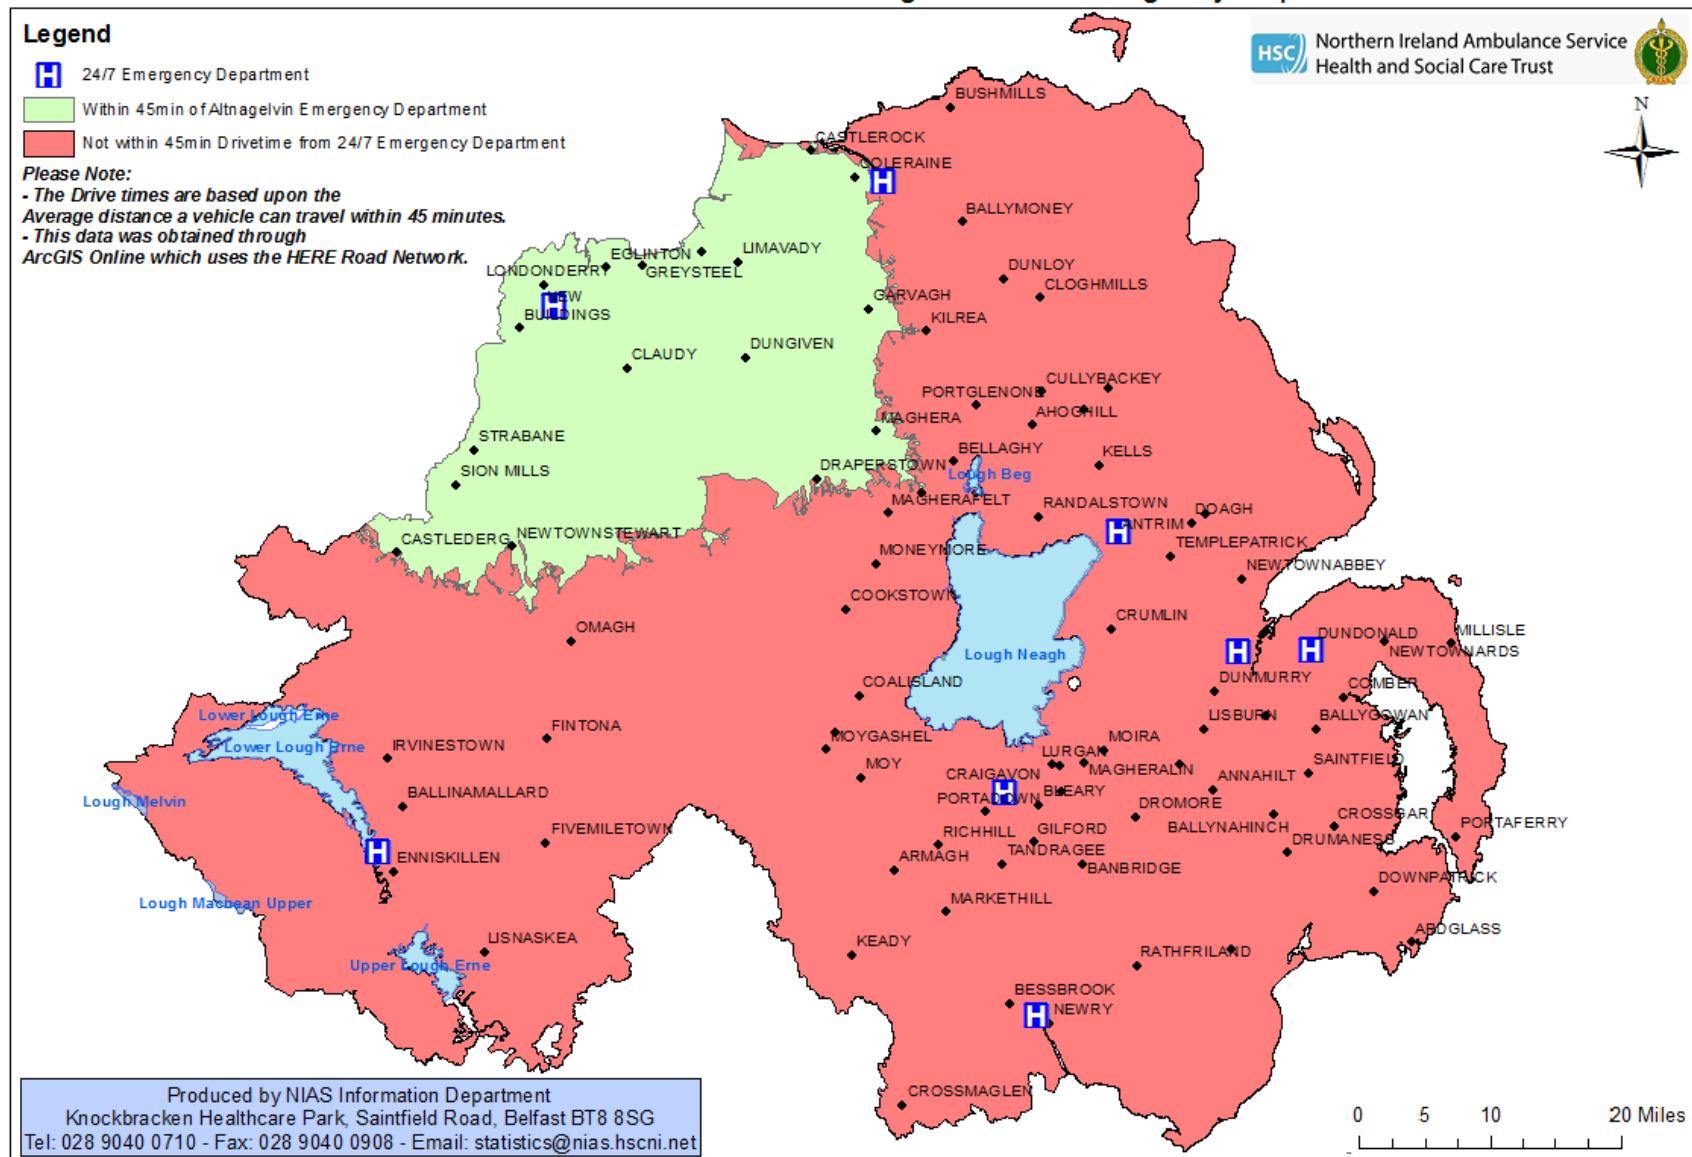 Legend
24/7 Emergency Department
Within 45min of Altnagelvin Emergency Department
Not within 45min Drivetime from 24/7 Emergency Department
Please Note:
- The Drive times are based upon the
Average distance a vehicle can travel within 45 minutes.
- This data was obtained through
ArcGIS Online which uses the HERE Road Network.
HSC
Northern Ireland Ambulance Service
Health and Social Care Trust
N
BUSHMILLS
CASTLEROCK
COLERAINE
H
BALLYMONEY
EGLINTON
LIMAVADY
LONDONDERRY
GREYSTEEL
DUNLOY
CLOGHMILLS
NEW
BUILDINGS
H
GARVAGH
KILREA
CLAUDY
DUNGIVEN
CULLYBACKEY
PORTGLENONE
AHOGHILL
MAGHERA
STRABANE
SION MILLS
DRAPERSTOWN
BELLAGHY
KELLS
Lough Beg
MAGHERAFELT
RANDALSTOWN
DOAGH
H
ANTRIM
CASTLEDERG
NEWTOWNSTEWART
MONEYMORE
TEMPLEPATRICK
NEWTOWNABBEY
COOKSTOWN
CRUMLIN
OMAGH
Lough Neagh
H
H
DUNDONALD
MILLISLE
NEWTOWNARDS
COALISLAND
DUNMURRY
COMBER
Lower Lough Erne
FINTONA
LISBURN
BALLYGOWAN
Lower Lough Erne
IRVINESTOWN
MOYGASHEL
LURGAN
MOIRA
MOY
CRAIGAVON
MAGHERALIN
ANNAHILT
SAINTFIELD
Lough Melvin
BALLINAMALLARD
H
PORTADOWN
BLEARY
DROMORE
CROSSGAR
PORTAFERRY
FIVEMILETOWN
RICHHILL
GILFORD
BALLYNAHINCH
DRUMANESS
H
ENNISKILLEN
ARMAGH
TANDRAGEE
BANBRIDGE
DOWNPATRICK
Lough Macnean Upper
MARKETHILL
LISNASKEA
KEADY
ARDGLASS
Upper Lough Erne
RATHFRILAND
BESSBROOK
H
NEWRY
CROSSMAGLEN
Produced by NIAS Information Department
Knockbracken Healthcare Park, Saintfield Road, Belfast BT8 8SG
Tel: 028 9040 0710 - Fax: 028 9040 0908 - Email: statistics@nias.hscni.net
0 5 10 20 Miles